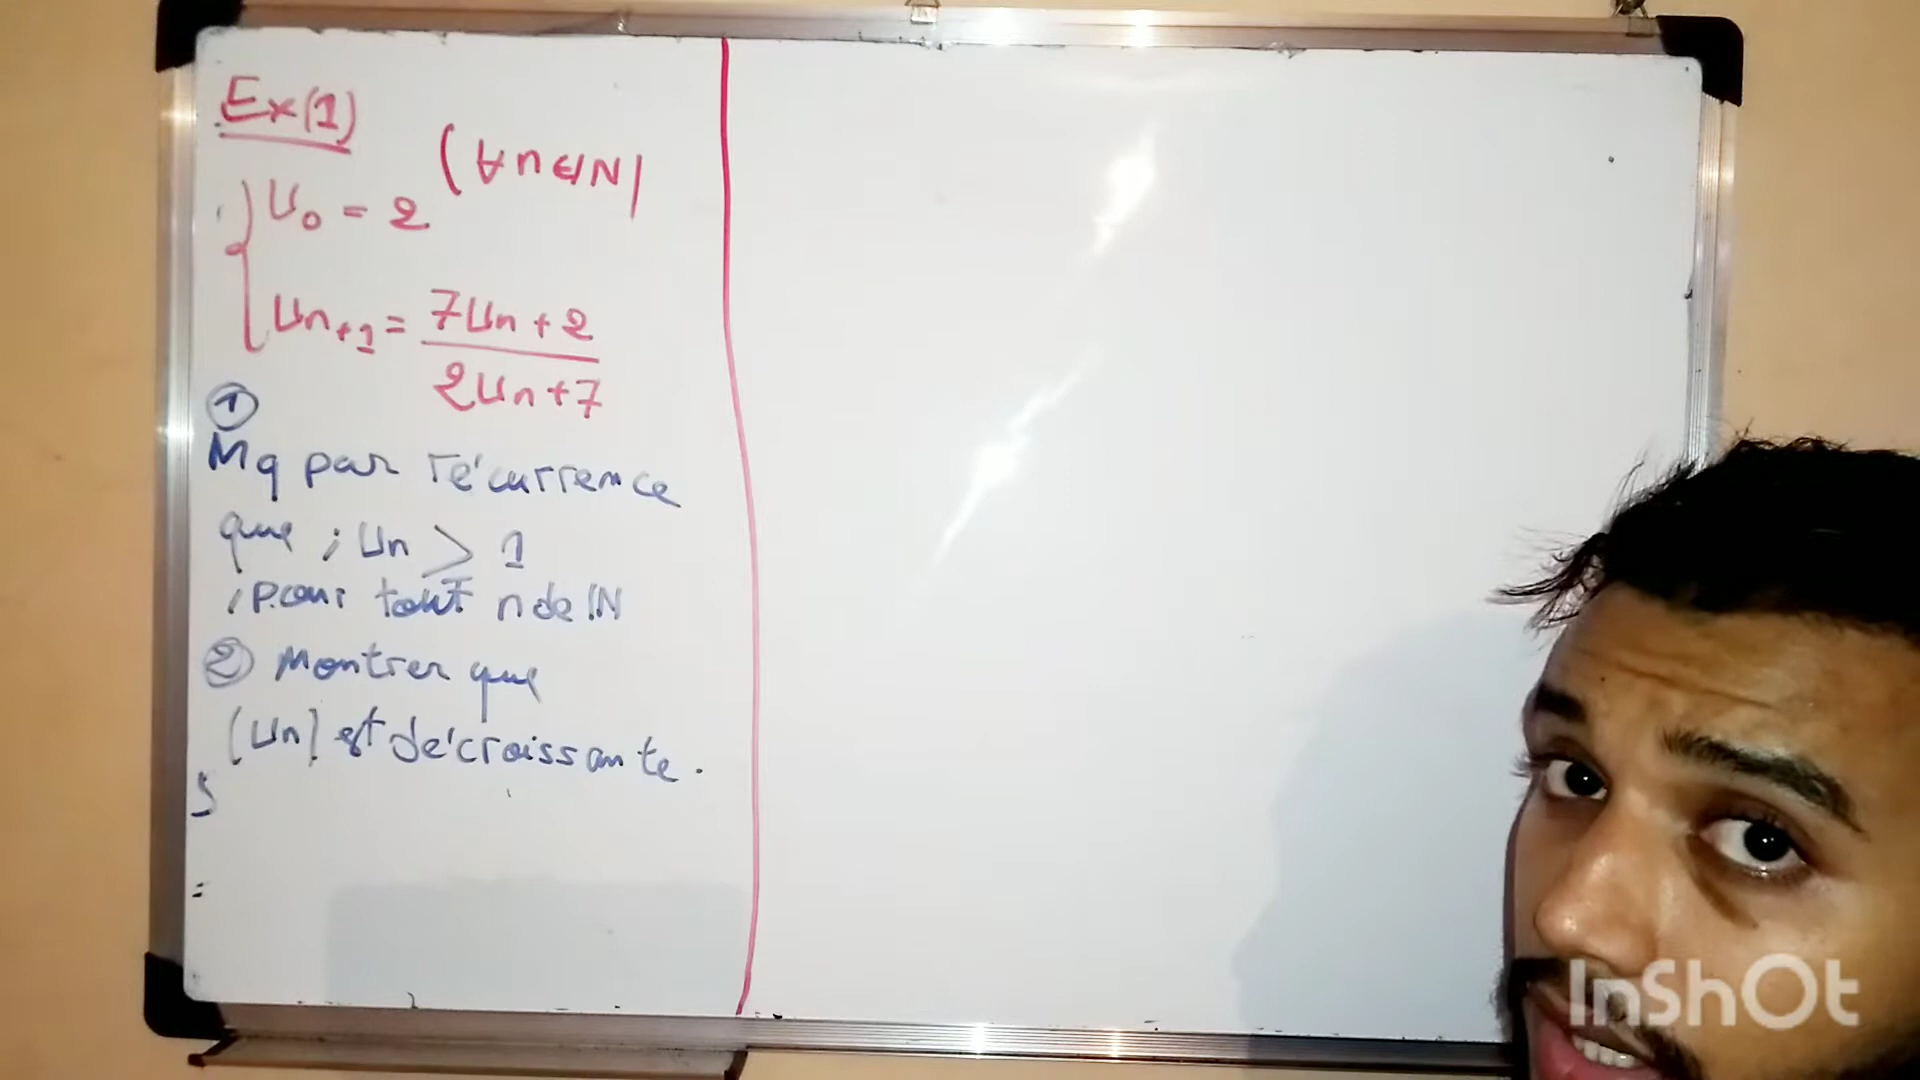 Ex(1)
(∀n∈IN)
U₀ = 2
Uₙ₊₁ = (7Uₙ + 2) / (2Uₙ + 7)
①
Mq par récurrence
que ; Un > 1
; pour tout n de IN
② Montrer que
(Un) est décroissante.
InShOt